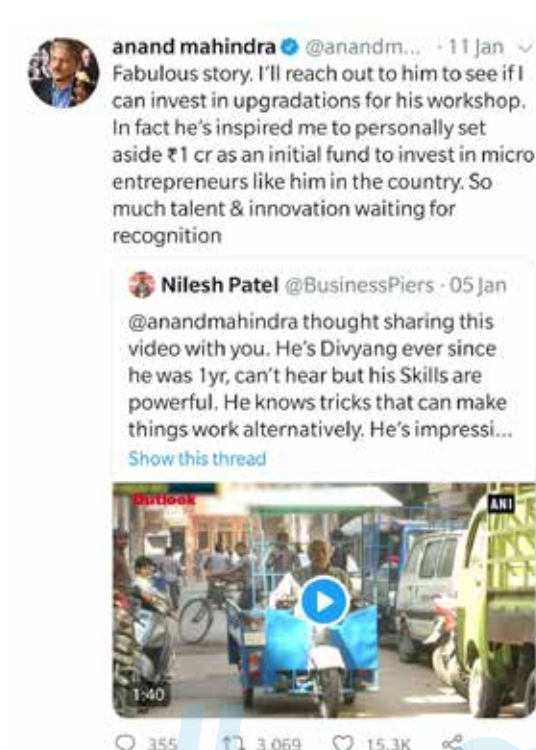 anand mahindra @anandm... · 11 Jan
Fabulous story. I'll reach out to him to see if I
can invest in upgradations for his workshop.
In fact he's inspired me to personally set
aside ₹1 cr as an initial fund to invest in micro
entrepreneurs like him in the country. So
much talent & innovation waiting for
recognition
Nilesh Patel @BusinessPiers · 05 Jan
@anandmahindra thought sharing this
video with you. He's Divyang ever since
he was 1yr, can't hear but his Skills are
powerful. He knows tricks that can make
things work alternatively. He's impressi...
Show this thread
Outlook
ANI
1:40
355 3,069 15.3K